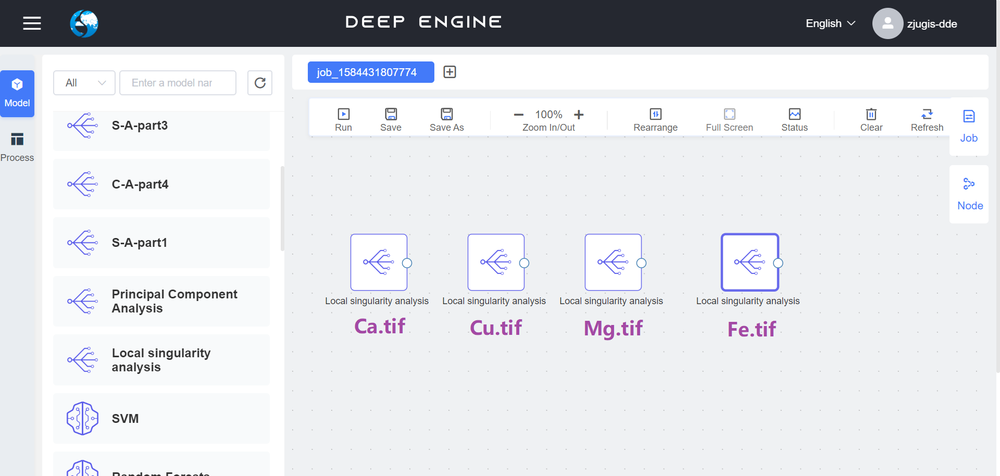 DEEP ENGINE
English
zjugis-dde
Model
Process
All
Enter a model nar
S-A-part3
C-A-part4
S-A-part1
Principal Component
Analysis
Local singularity
analysis
SVM
Random Forests
job_1584431807774
Run
Save
Save As
100%
Zoom In/Out
Rearrange
Full Screen
Status
Clear
Refresh
Job
Node
Local singularity analysis
Local singularity analysis
Local singularity analysis
Local singularity analysis
Ca.tif
Cu.tif
Mg.tif
Fe.tif